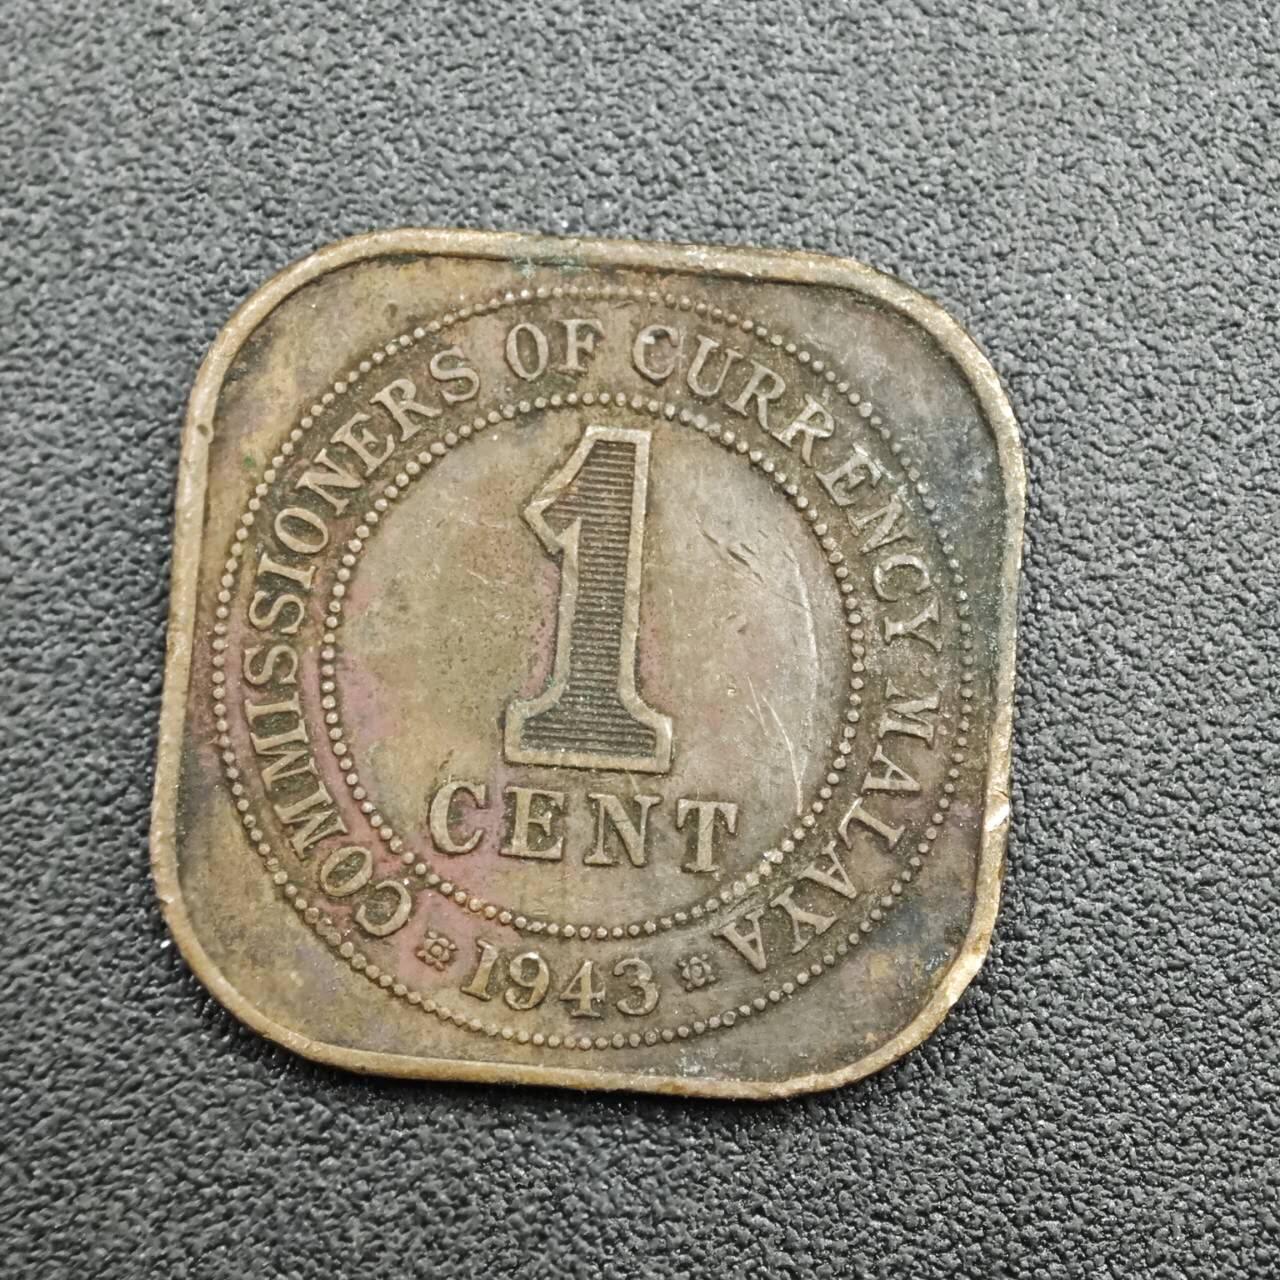 COMMISSIONERS OF CURRENCY MALAYA
1
CENT
1943